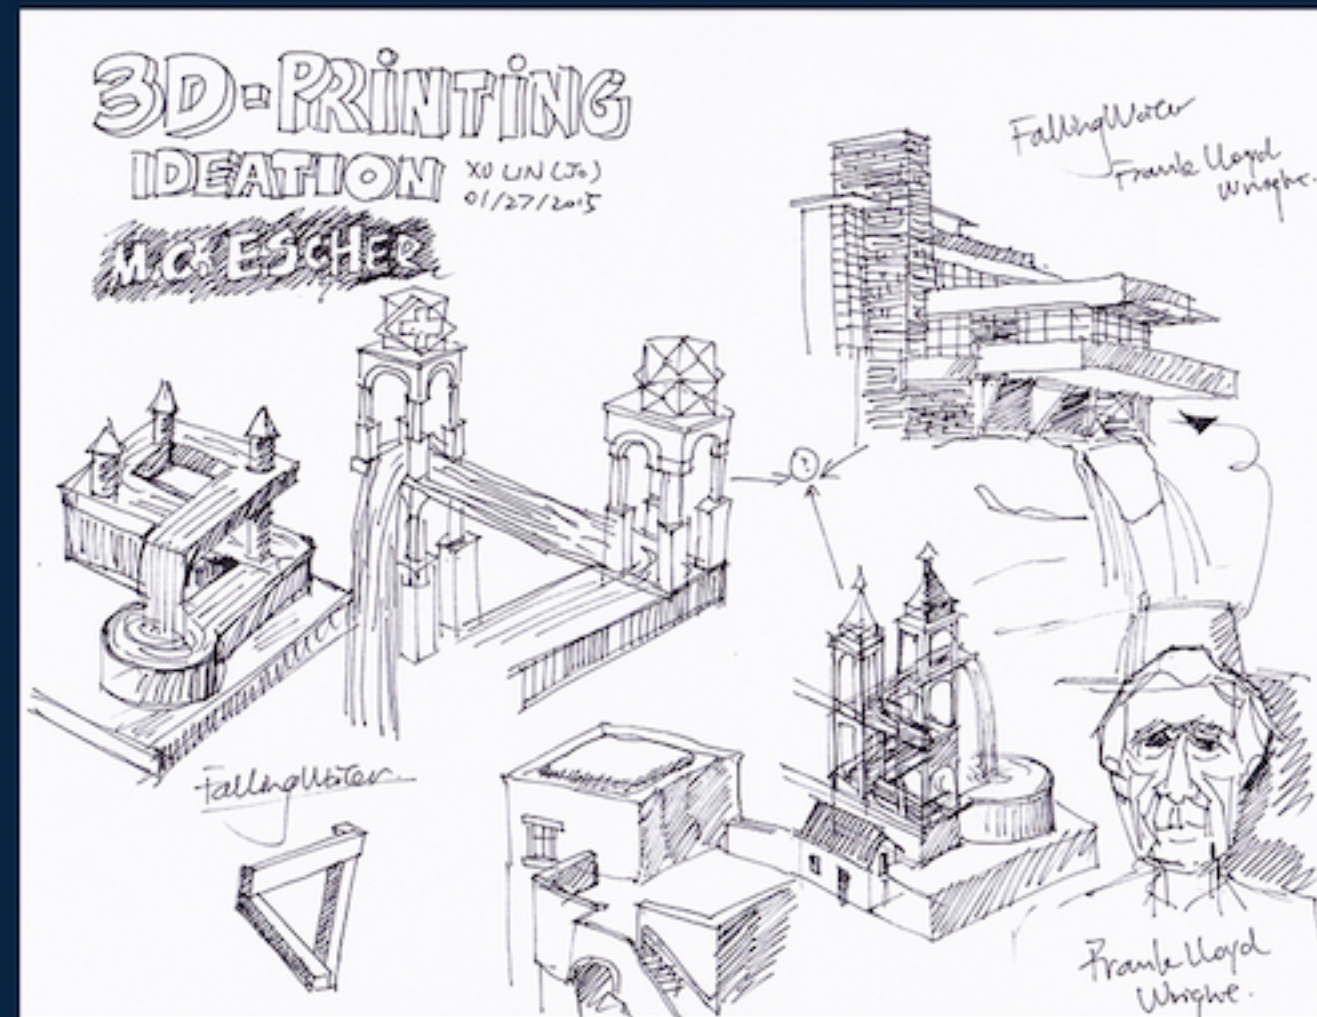 3D-PRINTING
IDEATION
XU LIN (Jo)
01/27/2015
M.C. ESCHER
FallingWater
Frank Lloyd
Wright.
?
FallingWater.
Frank Lloyd
Wright.